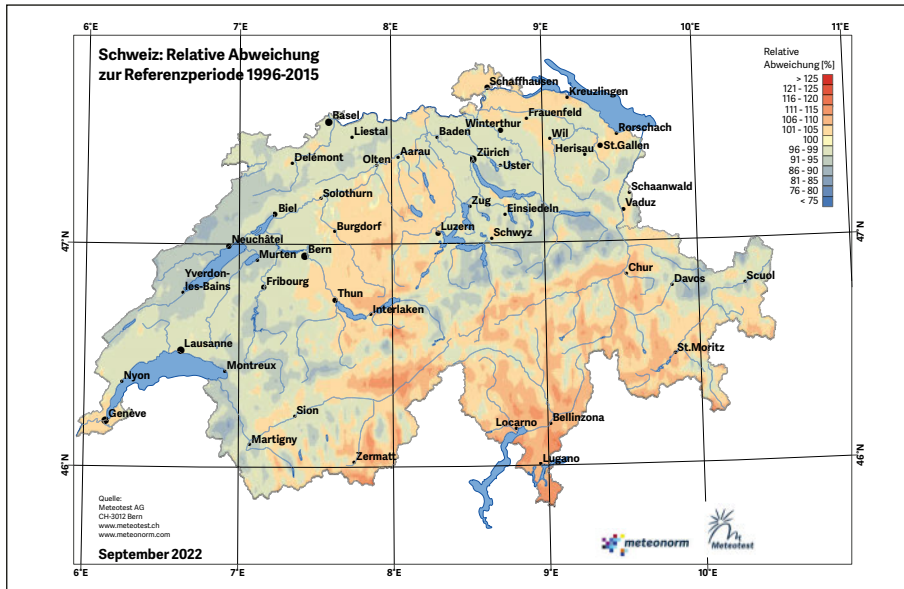 6°E
7°E
8°E
9°E
10°E
11°E
Schweiz: Relative Abweichung
zur Referenzperiode 1996-2015
Relative
Abweichung [%]
> 125
121 - 125
116 - 120
111 - 115
106 - 110
101 - 105
100
96 - 99
91 - 95
86 - 90
81 - 85
76 - 80
< 75
Schaffhausen
Kreuzlingen
Basel
Frauenfeld
Winterthur
Rorschach
Liestal
Baden
Wil
St.Gallen
Herisau
Delémont
Olten
Aarau
Zürich
Uster
Schaanwald
Vaduz
Solothurn
Zug
Einsiedeln
Biel
Burgdorf
Luzern
Schwyz
47°N
47°N
Neuchâtel
Murten
Bern
Yverdon-
les-Bains
Fribourg
Thun
Interlaken
Chur
Davos
Scuol
Lausanne
St.Moritz
Nyon
Montreux
Genève
Sion
Locarno
Bellinzona
Martigny
46°N
46°N
Zermatt
Lugano
Quelle:
Meteotest AG
CH-3012 Bern
www.meteotest.ch
www.meteonorm.com
September 2022
meteonorm
Meteotest
6°E
7°E
8°E
9°E
10°E